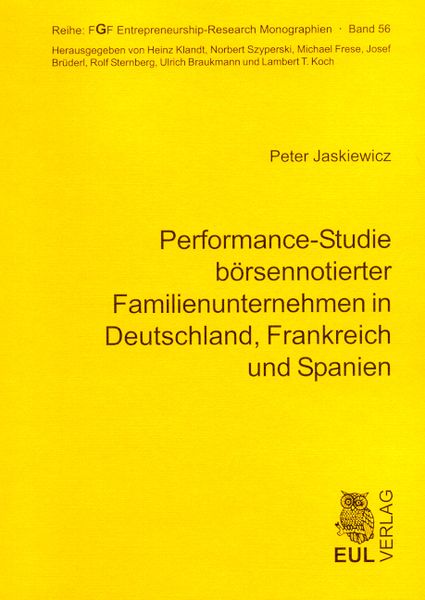 Reihe: FGF Entrepreneurship-Research Monographien · Band 56
Herausgegeben von Heinz Klandt, Norbert Szyperski, Michael Frese, Josef
Brüderl, Rolf Sternberg, Ulrich Braukmann und Lambert T. Koch
Peter Jaskiewicz
Performance-Studie
börsennotierter
Familienunternehmen in
Deutschland, Frankreich
und Spanien
EUL
VERLAG